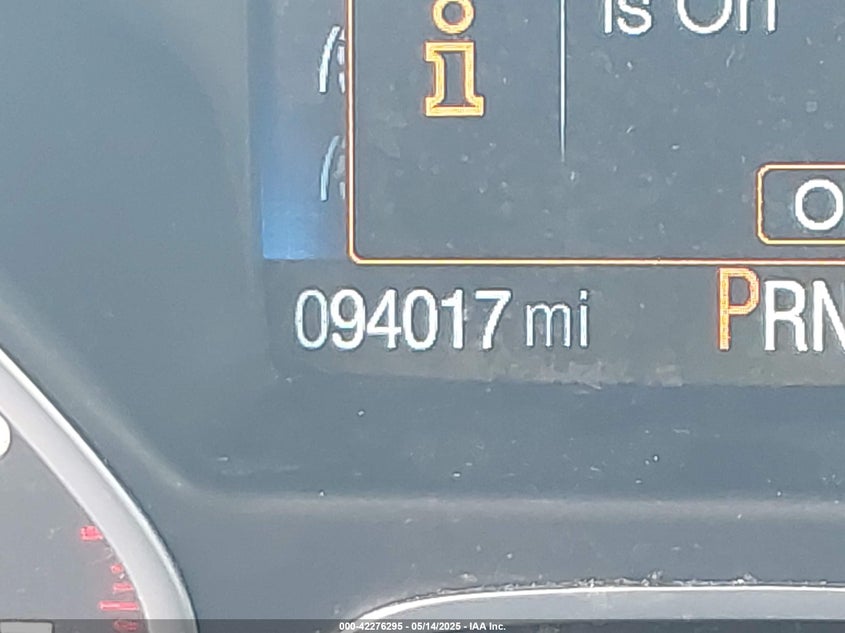 is On
094017 mi
PRN
000-42276295 - 05/14/2025 - IAA Inc.